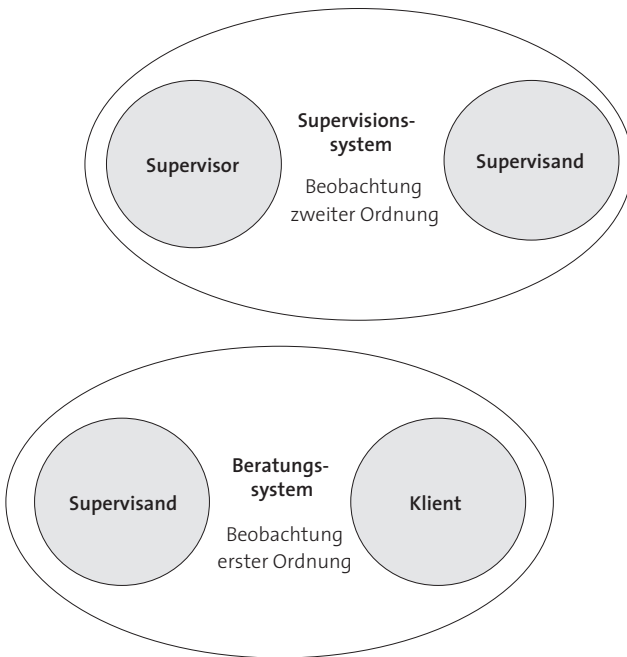 Supervisor
Supervisions-
system
Beobachtung
zweiter Ordnung
Supervisand
Supervisand
Beratungs-
system
Beobachtung
erster Ordnung
Klient